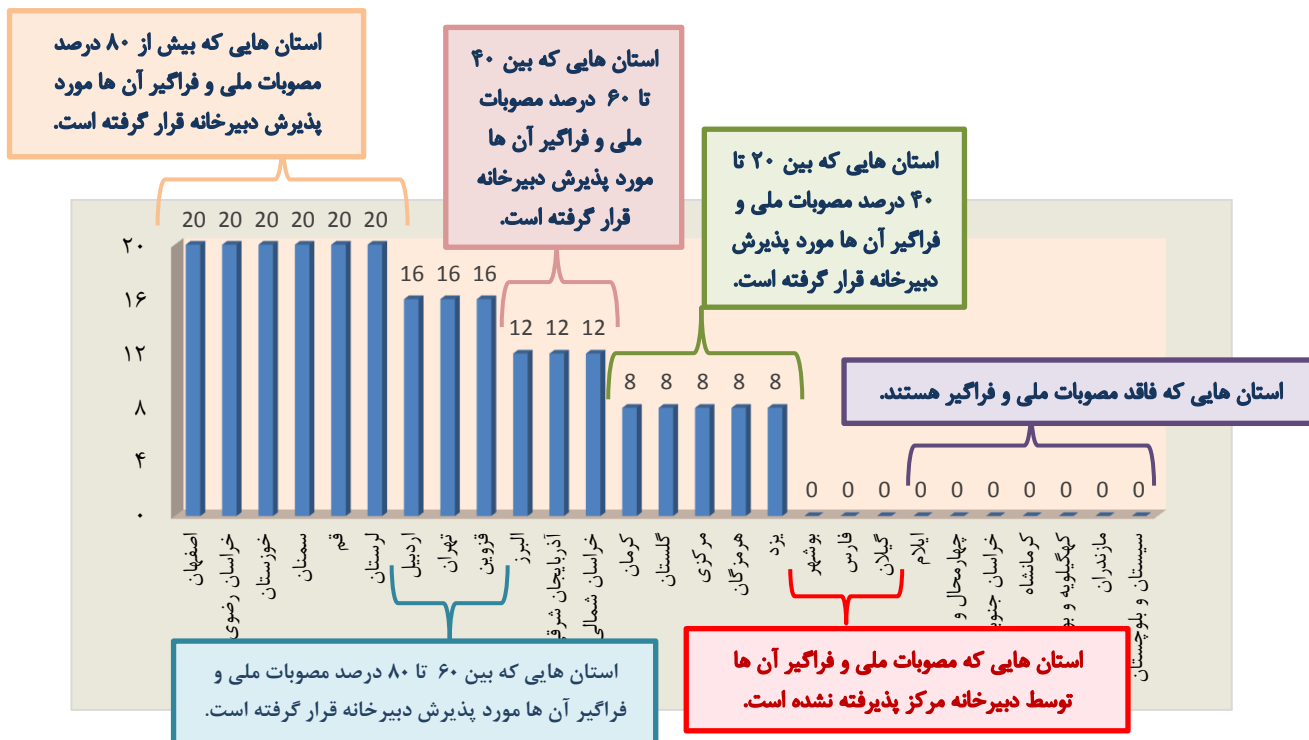 استان هایی که بیش از ۸۰ درصد
مصوبات ملی و فراگیر آن ها مورد
پذیرش دبیرخانه قرار گرفته است.
استان هایی که بین ۴۰
تا ۶۰ درصد مصوبات
ملی و فراگیر آن ها
مورد پذیرش دبیرخانه
قرار گرفته است.
استان هایی که بین ۲۰ تا
۴۰ درصد مصوبات ملی و
فراگیر آن ها مورد پذیرش
دبیرخانه قرار گرفته است.
استان هایی که فاقد مصوبات ملی و فراگیر هستند.
20 20 20 20 20 20 16 16 16 12 12 12 8 8 8 8 8 0 0 0 0 0 0 0 0 0 0
۲۰
۱۶
۱۲
۸
۴
۰
اصفهان
خراسان رضوی
خوزستان
سمنان
قم
لرستان
اردبیل
تهران
قزوین
البرز
آذربایجان شرقی
خراسان شمالی
کرمان
گلستان
مرکزی
هرمزگان
یزد
بوشهر
فارس
گیلان
ایلام
چهارمحال و
خراسان جنوب
کرمانشاه
کهگیلویه و بو
مازندران
سیستان و بلوچستان
استان هایی که بین ۶۰ تا ۸۰ درصد مصوبات ملی و
فراگیر آن ها مورد پذیرش دبیرخانه قرار گرفته است.
استان هایی که مصوبات ملی و فراگیر آن ها
توسط دبیرخانه مرکز پذیرفته نشده است.